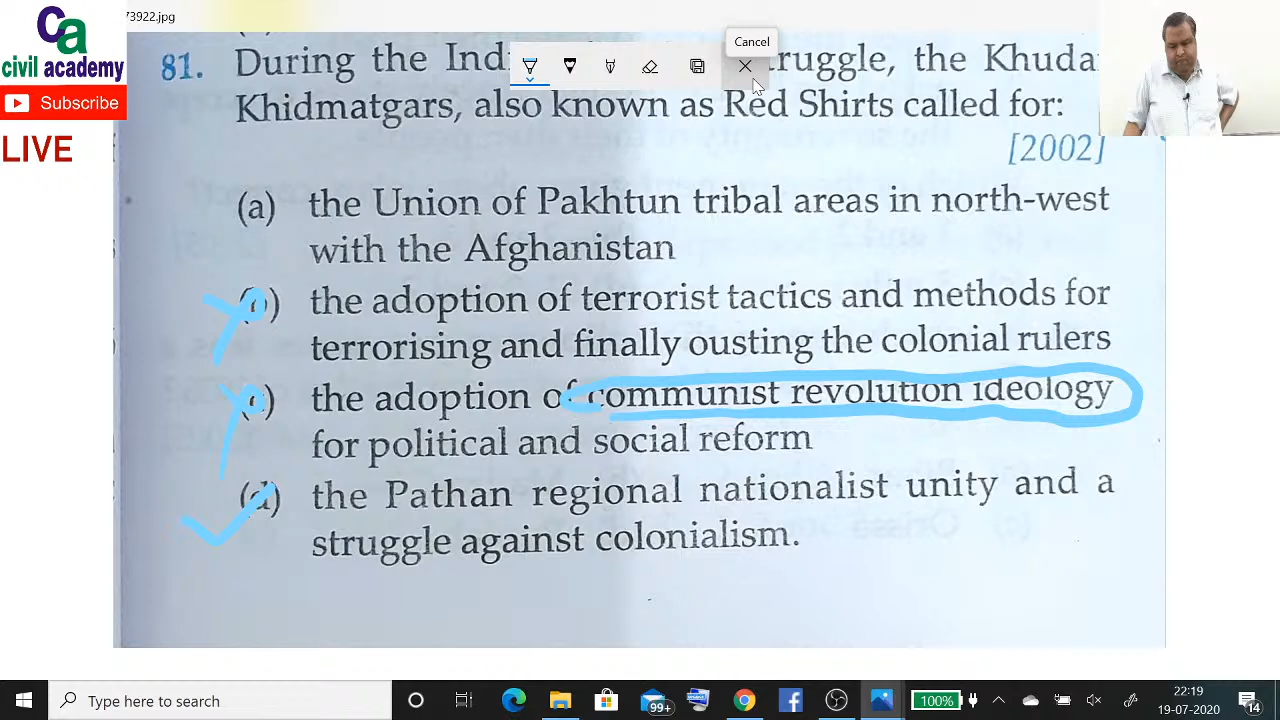 73922.jpg
ca
civil academy
Subscribe
LIVE
Cancel
81. During the Ind ruggle, the Khuda
Khidmatgars, also known as Red Shirts called for:
[2002]
(a) the Union of Pakhtun tribal areas in north-west
with the Afghanistan
the adoption of terrorist tactics and methods for
terrorising and finally ousting the colonial rulers
the adoption of communist revolution ideology
for political and social reform
(d) the Pathan regional nationalist unity and a
struggle against colonialism.
Type here to search
99+
100%
22:19
19-07-2020
14